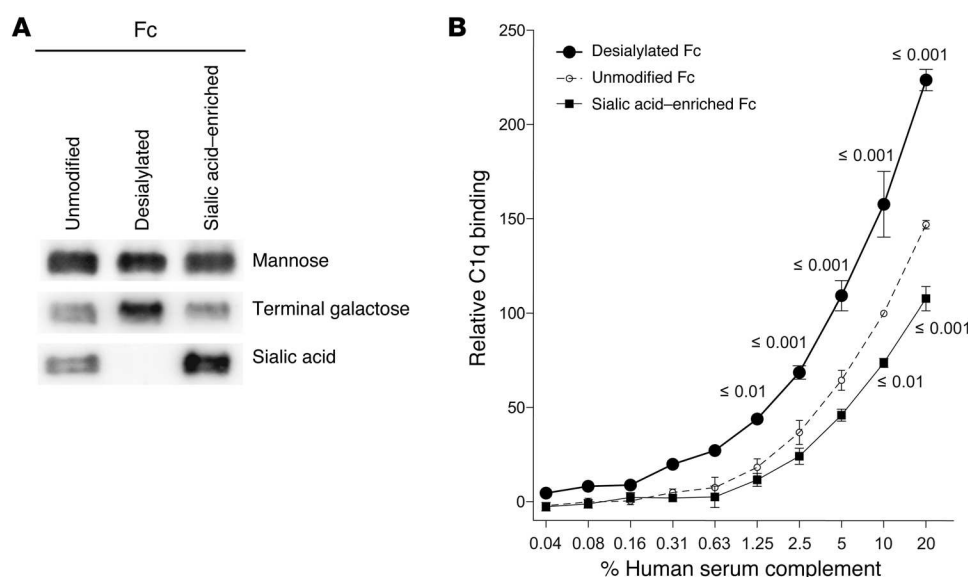 A
Fc
Unmodified
Desialylated
Sialic acid–enriched
Mannose
Terminal galactose
Sialic acid
B
250
200
150
100
50
0
Relative C1q binding
Desialylated Fc
Unmodified Fc
Sialic acid–enriched Fc
≤ 0.001
≤ 0.001
≤ 0.001
≤ 0.001
≤ 0.01
≤ 0.001
≤ 0.01
0.04 0.08 0.16 0.31 0.63 1.25 2.5 5 10 20
% Human serum complement